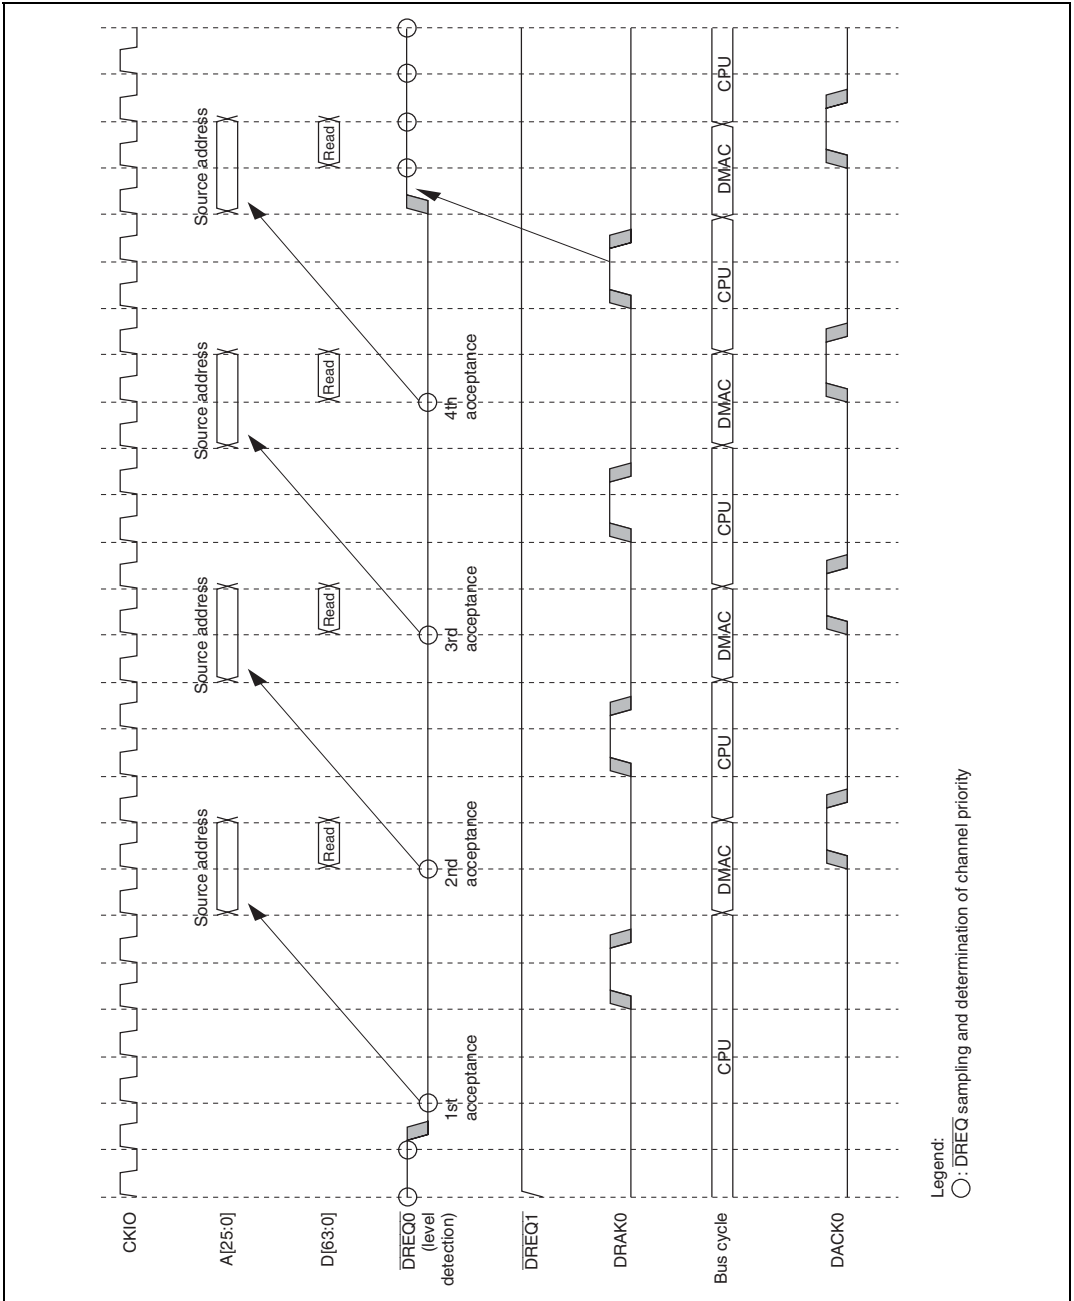 CKIO
A[25:0]
Source address
Source address
Source address
Source address
D[63:0]
Read
Read
Read
Read
DREQ0
(level
detection)
1st
acceptance
2nd
acceptance
3rd
acceptance
4th
acceptance
DREQ1
DRAK0
Bus cycle
CPU
DMAC
CPU
DMAC
CPU
DMAC
CPU
DMAC
CPU
DACK0
Legend:
: DREQ sampling and determination of channel priority